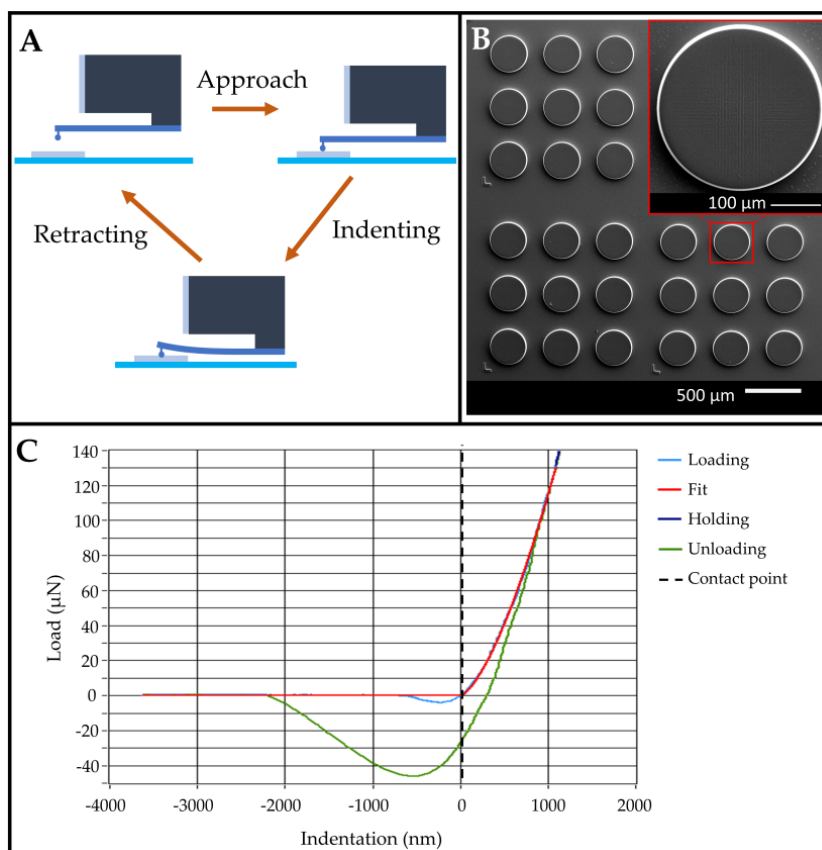 A
Approach
Retracting
Indenting
B
100 µm
500 µm
C
140
120
100
80
60
40
20
0
-20
-40
Load (µN)
-4000
-3000
-2000
-1000
0
1000
2000
Indentation (nm)
Loading
Fit
Holding
Unloading
Contact point